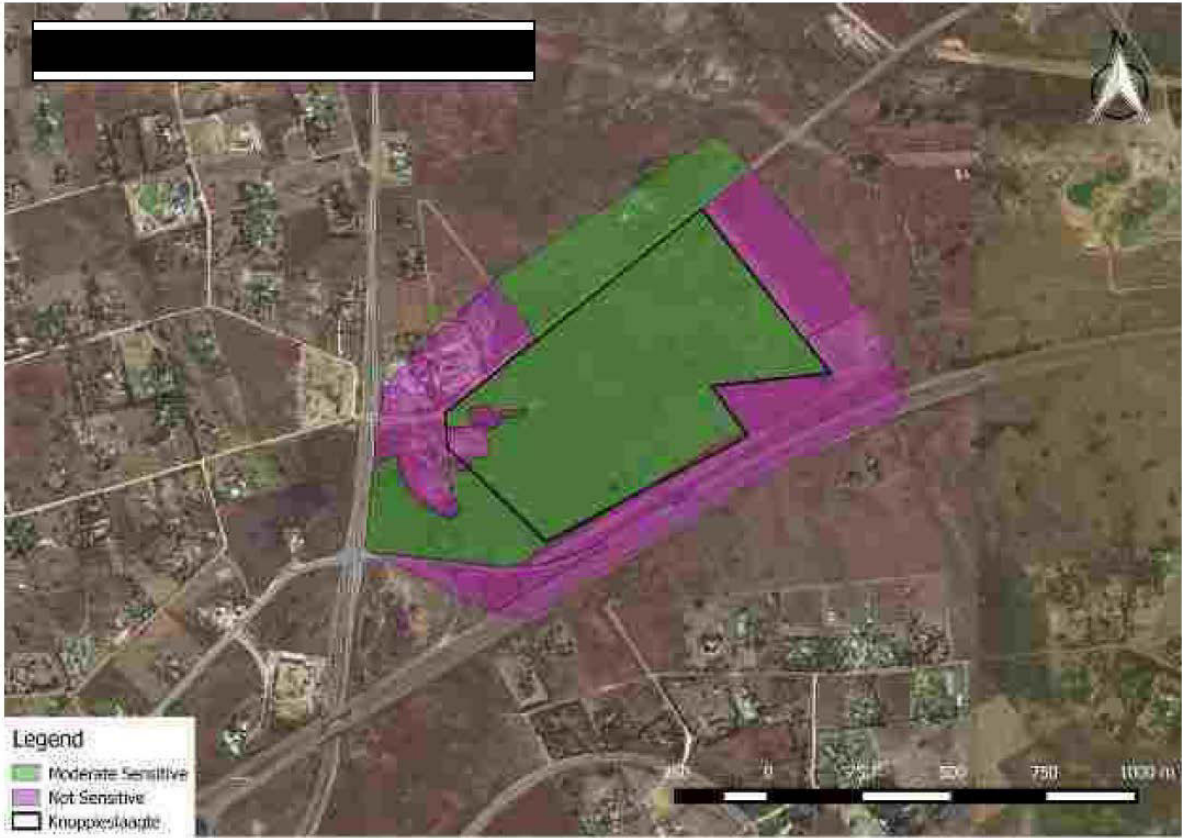 N
0
500
750
1000 m
Legend
Moderate Sensitive
Not Sensitive
Knoppieslaagte